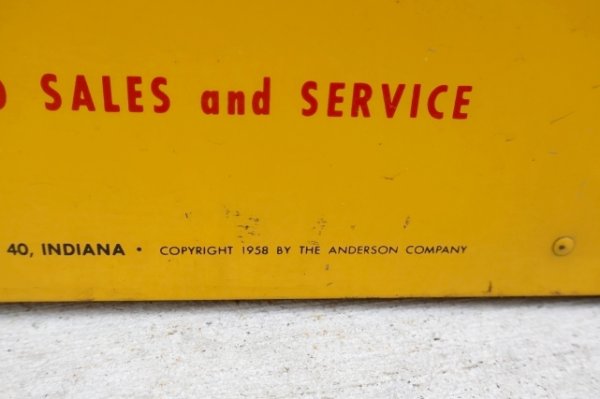 SALES and SERVICE
40, INDIANA • COPYRIGHT 1958 BY THE ANDERSON COMPANY